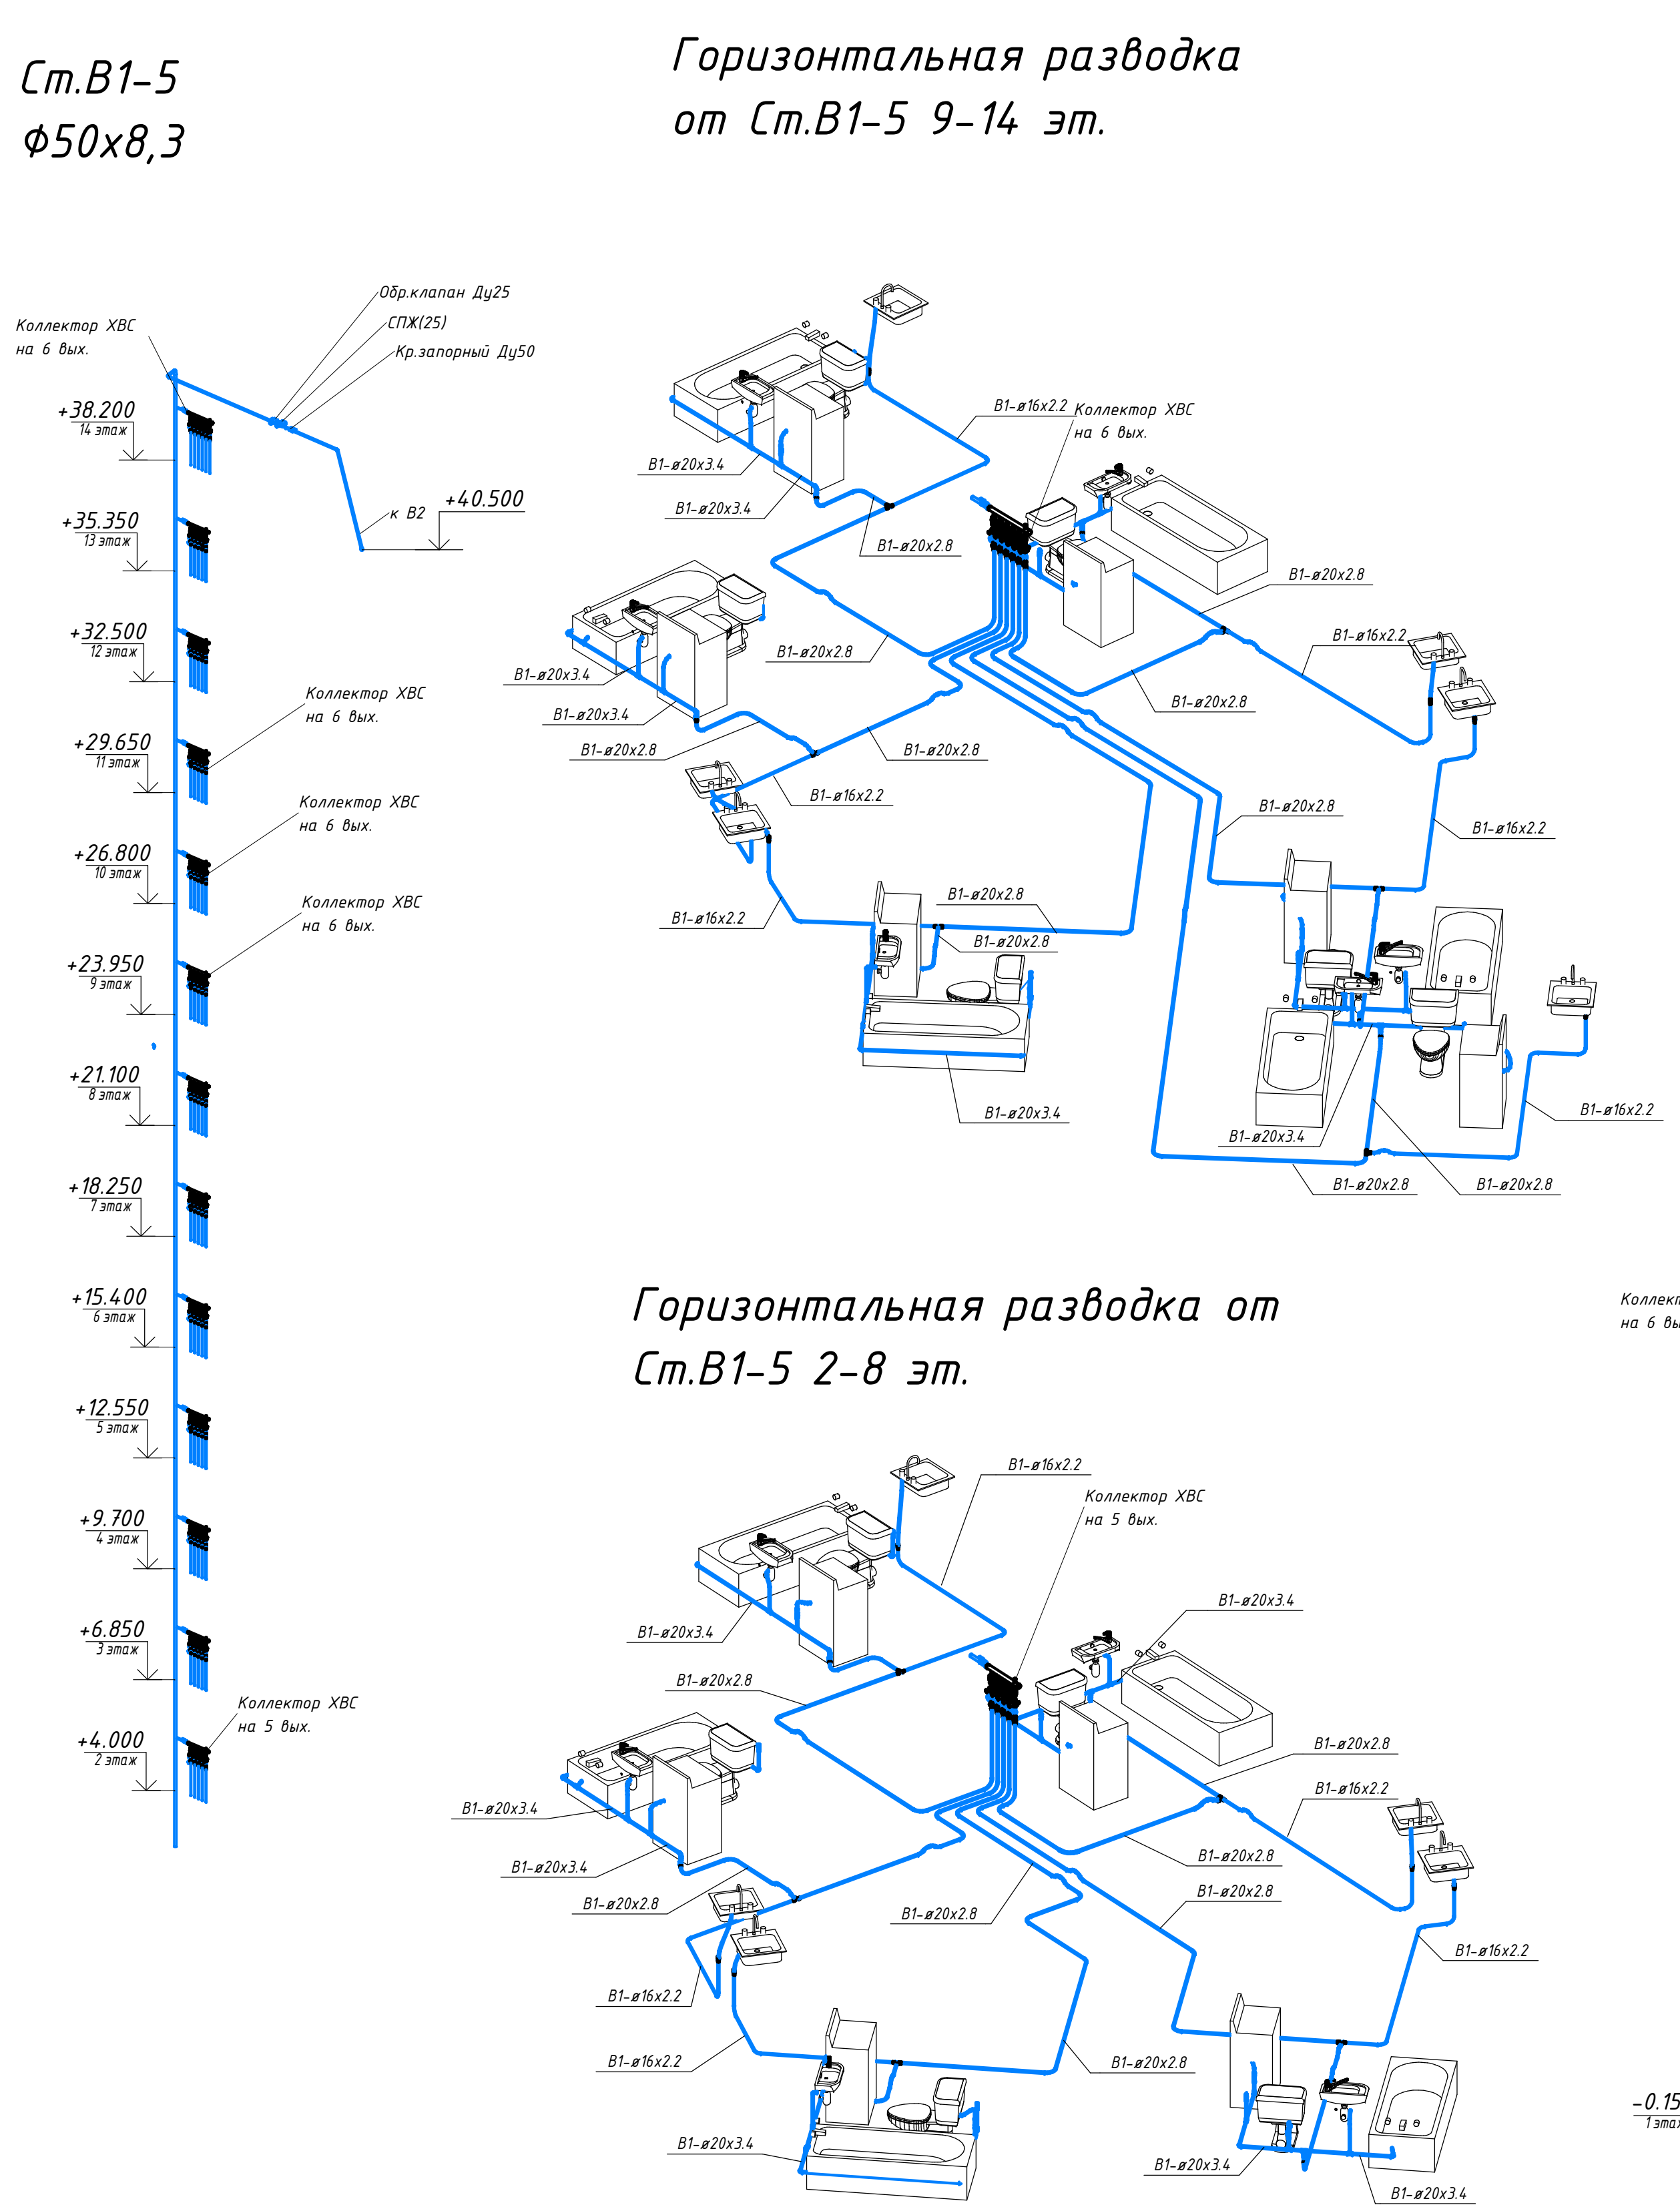 Ст.В1-5
Ф50х8,3
Горизонтальная разводка
от Ст.В1-5 9-14 эт.
Обр.клапан Ду25
СПЖ(25)
Кр.запорный Ду50
Коллектор ХВС
на 6 вых.
к В2
+40.500
+38.200
14 этаж
+35.350
13 этаж
+32.500
12 этаж
Коллектор ХВС
на 6 вых.
+29.650
11 этаж
Коллектор ХВС
на 6 вых.
+26.800
10 этаж
Коллектор ХВС
на 6 вых.
+23.950
9 этаж
+21.100
8 этаж
+18.250
7 этаж
+15.400
6 этаж
+12.550
5 этаж
+9.700
4 этаж
+6.850
3 этаж
Коллектор ХВС
на 5 вых.
+4.000
2 этаж
В1-ø16х2.2
Коллектор ХВС
на 6 вых.
В1-ø20х3.4
В1-ø20х3.4
В1-ø20х2.8
В1-ø20х2.8
В1-ø16х2.2
В1-ø20х2.8
В1-ø20х3.4
В1-ø20х2.8
В1-ø20х3.4
В1-ø20х2.8
В1-ø20х2.8
В1-ø16х2.2
В1-ø20х2.8
В1-ø16х2.2
В1-ø20х2.8
В1-ø16х2.2
В1-ø20х2.8
В1-ø20х3.4
В1-ø16х2.2
В1-ø20х3.4
В1-ø20х2.8
В1-ø20х2.8
Горизонтальная разводка от
Ст.В1-5 2-8 эт.
Коллект
на 6 вы
В1-ø16х2.2
Коллектор ХВС
на 5 вых.
В1-ø20х3.4
В1-ø20х3.4
В1-ø20х2.8
В1-ø20х2.8
В1-ø16х2.2
В1-ø20х3.4
В1-ø20х2.8
В1-ø20х3.4
В1-ø20х2.8
В1-ø20х2.8
В1-ø20х2.8
В1-ø16х2.2
В1-ø16х2.2
В1-ø16х2.2
В1-ø20х2.8
-0.15
1 этаж
В1-ø20х3.4
В1-ø20х3.4
В1-ø20х3.4